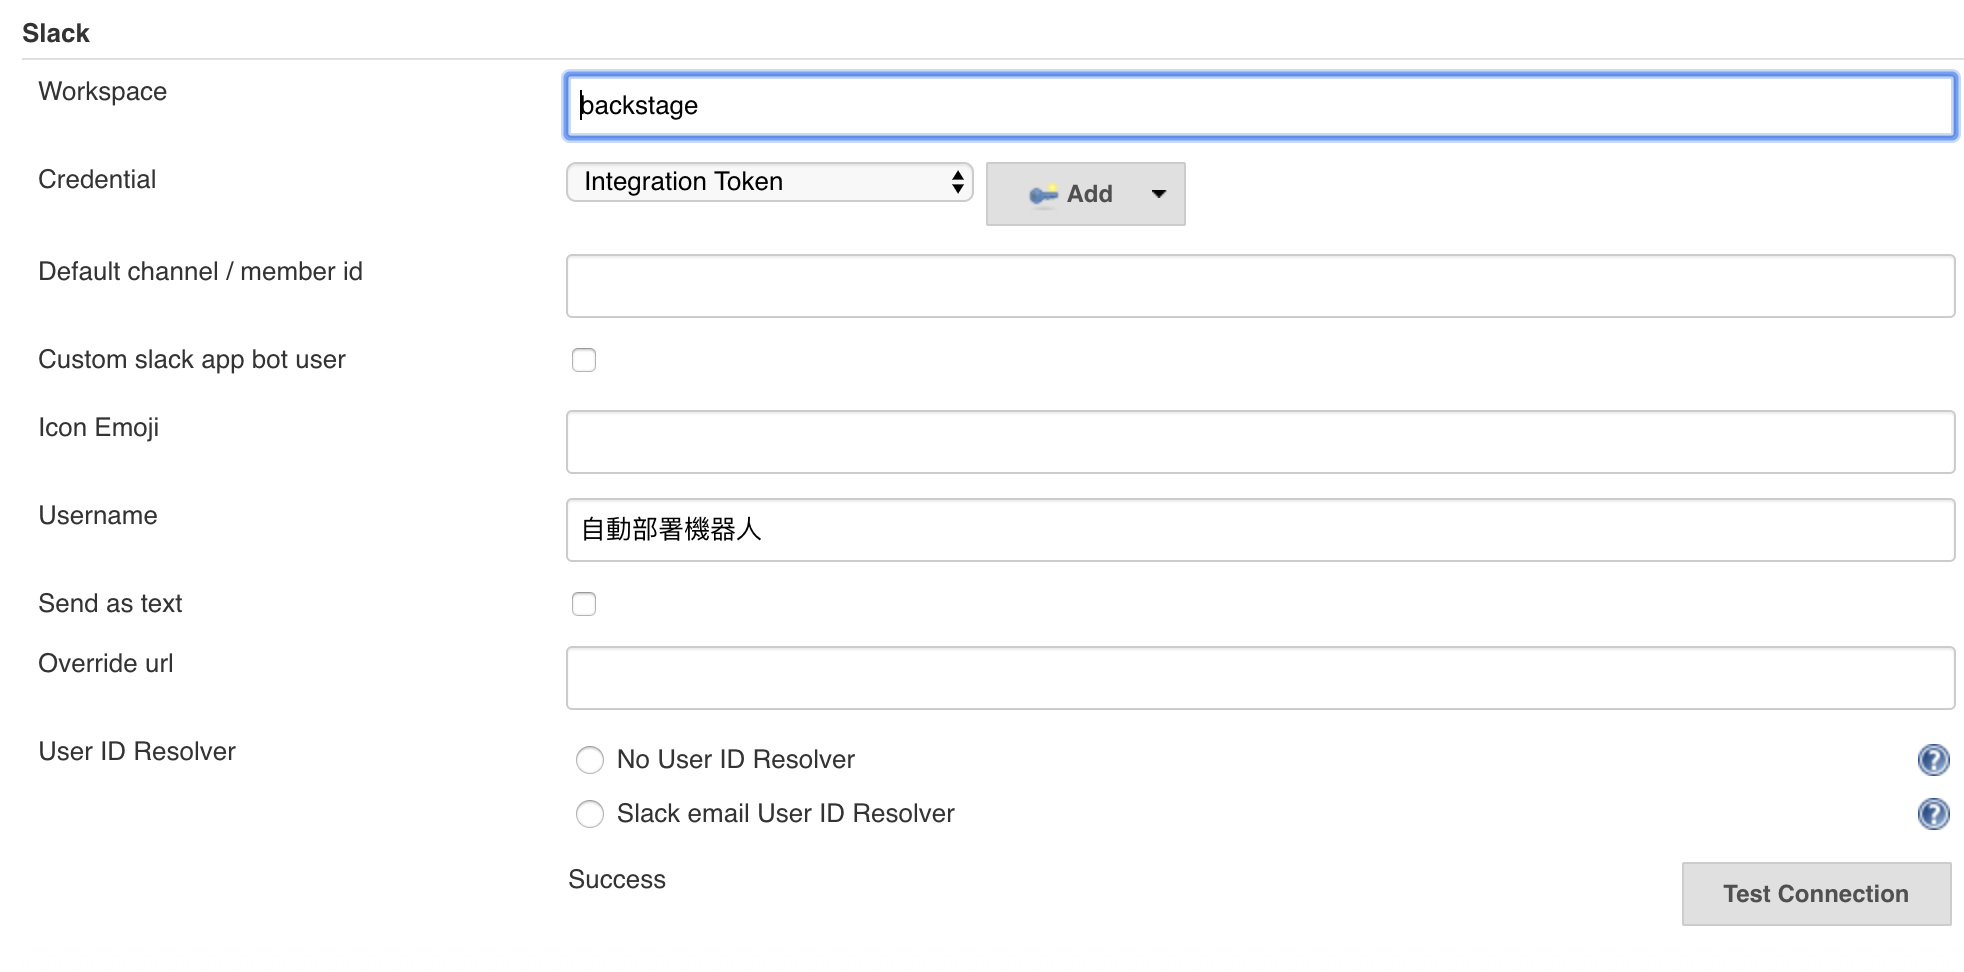 Slack
Workspace
backstage
Credential
Integration Token
Add
Default channel / member id
Custom slack app bot user
Icon Emoji
Username
自動部署機器人
Send as text
Override url
User ID Resolver
No User ID Resolver
?
Slack email User ID Resolver
?
Success
Test Connection